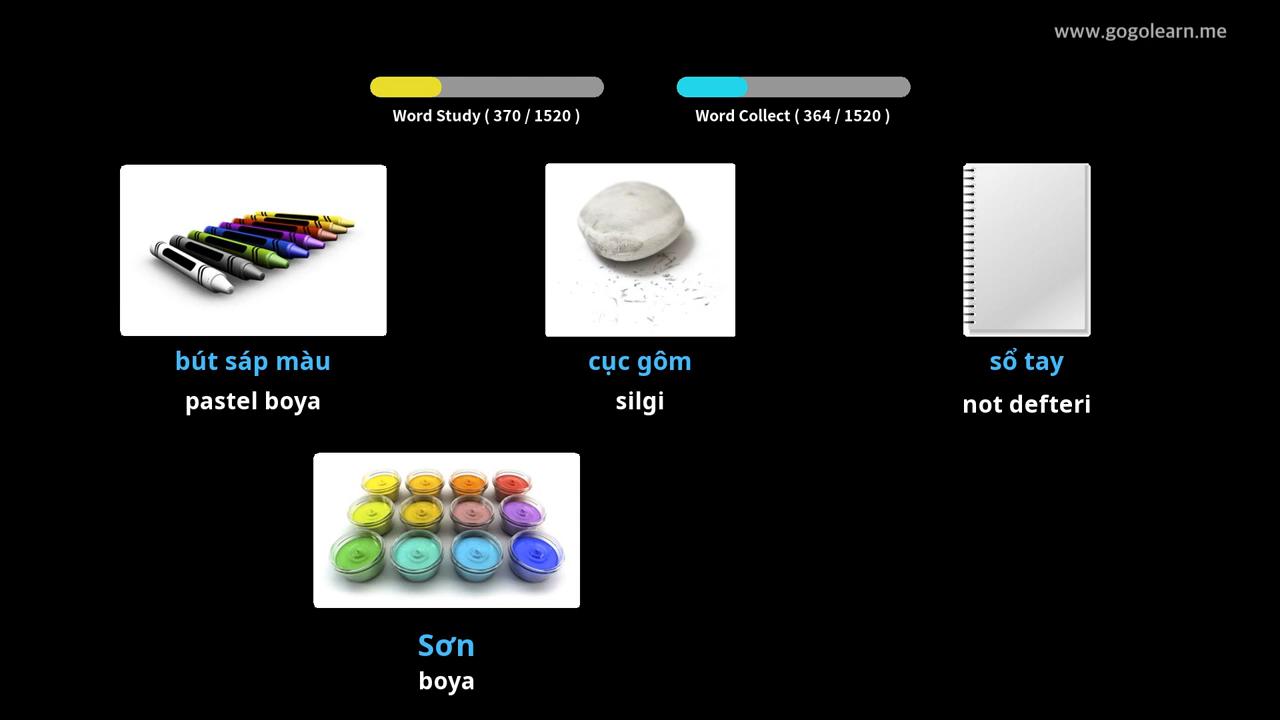 www.gogolearn.me
Word Study ( 370 / 1520 )
Word Collect ( 364 / 1520 )
bút sáp màu
pastel boya
cục gôm
silgi
sổ tay
not defteri
Sơn
boya